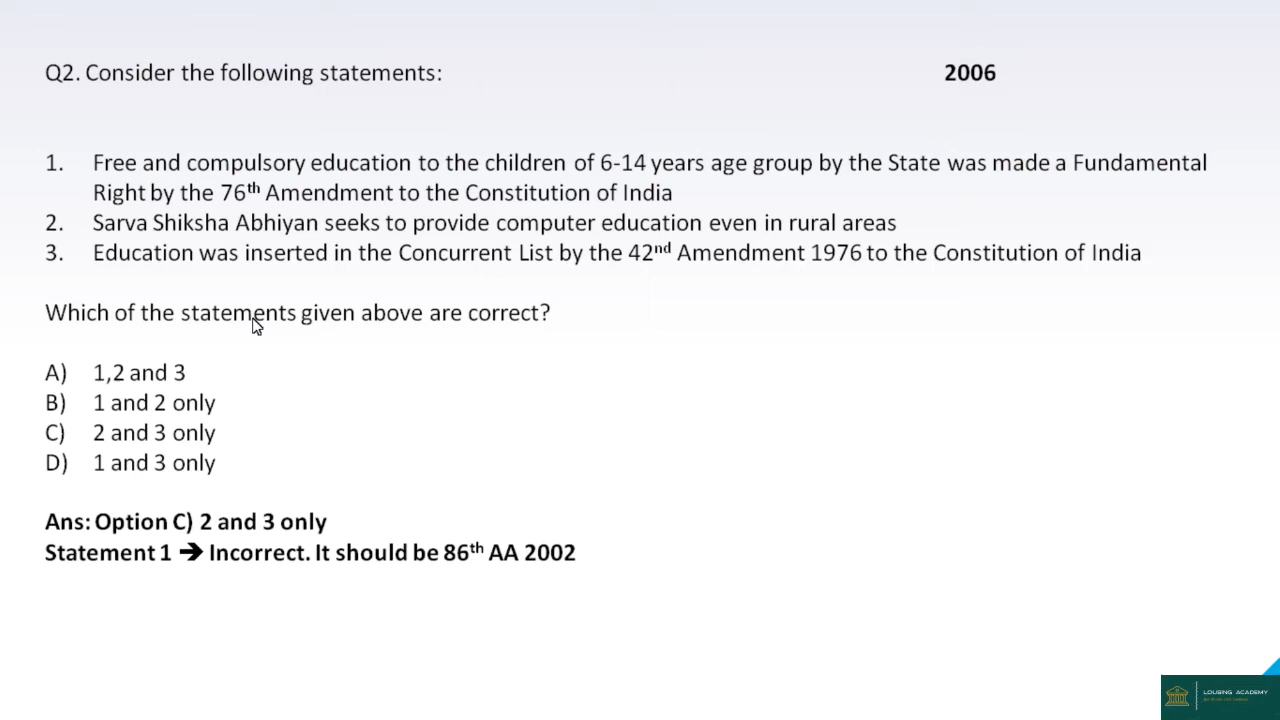 Q2. Consider the following statements: 2006
1. Free and compulsory education to the children of 6-14 years age group by the State was made a Fundamental
Right by the 76th Amendment to the Constitution of India
2. Sarva Shiksha Abhiyan seeks to provide computer education even in rural areas
3. Education was inserted in the Concurrent List by the 42nd Amendment 1976 to the Constitution of India
Which of the statements given above are correct?
A) 1,2 and 3
B) 1 and 2 only
C) 2 and 3 only
D) 1 and 3 only
Ans: Option C) 2 and 3 only
Statement 1 ➔ Incorrect. It should be 86th AA 2002
LOUSING ACADEMY